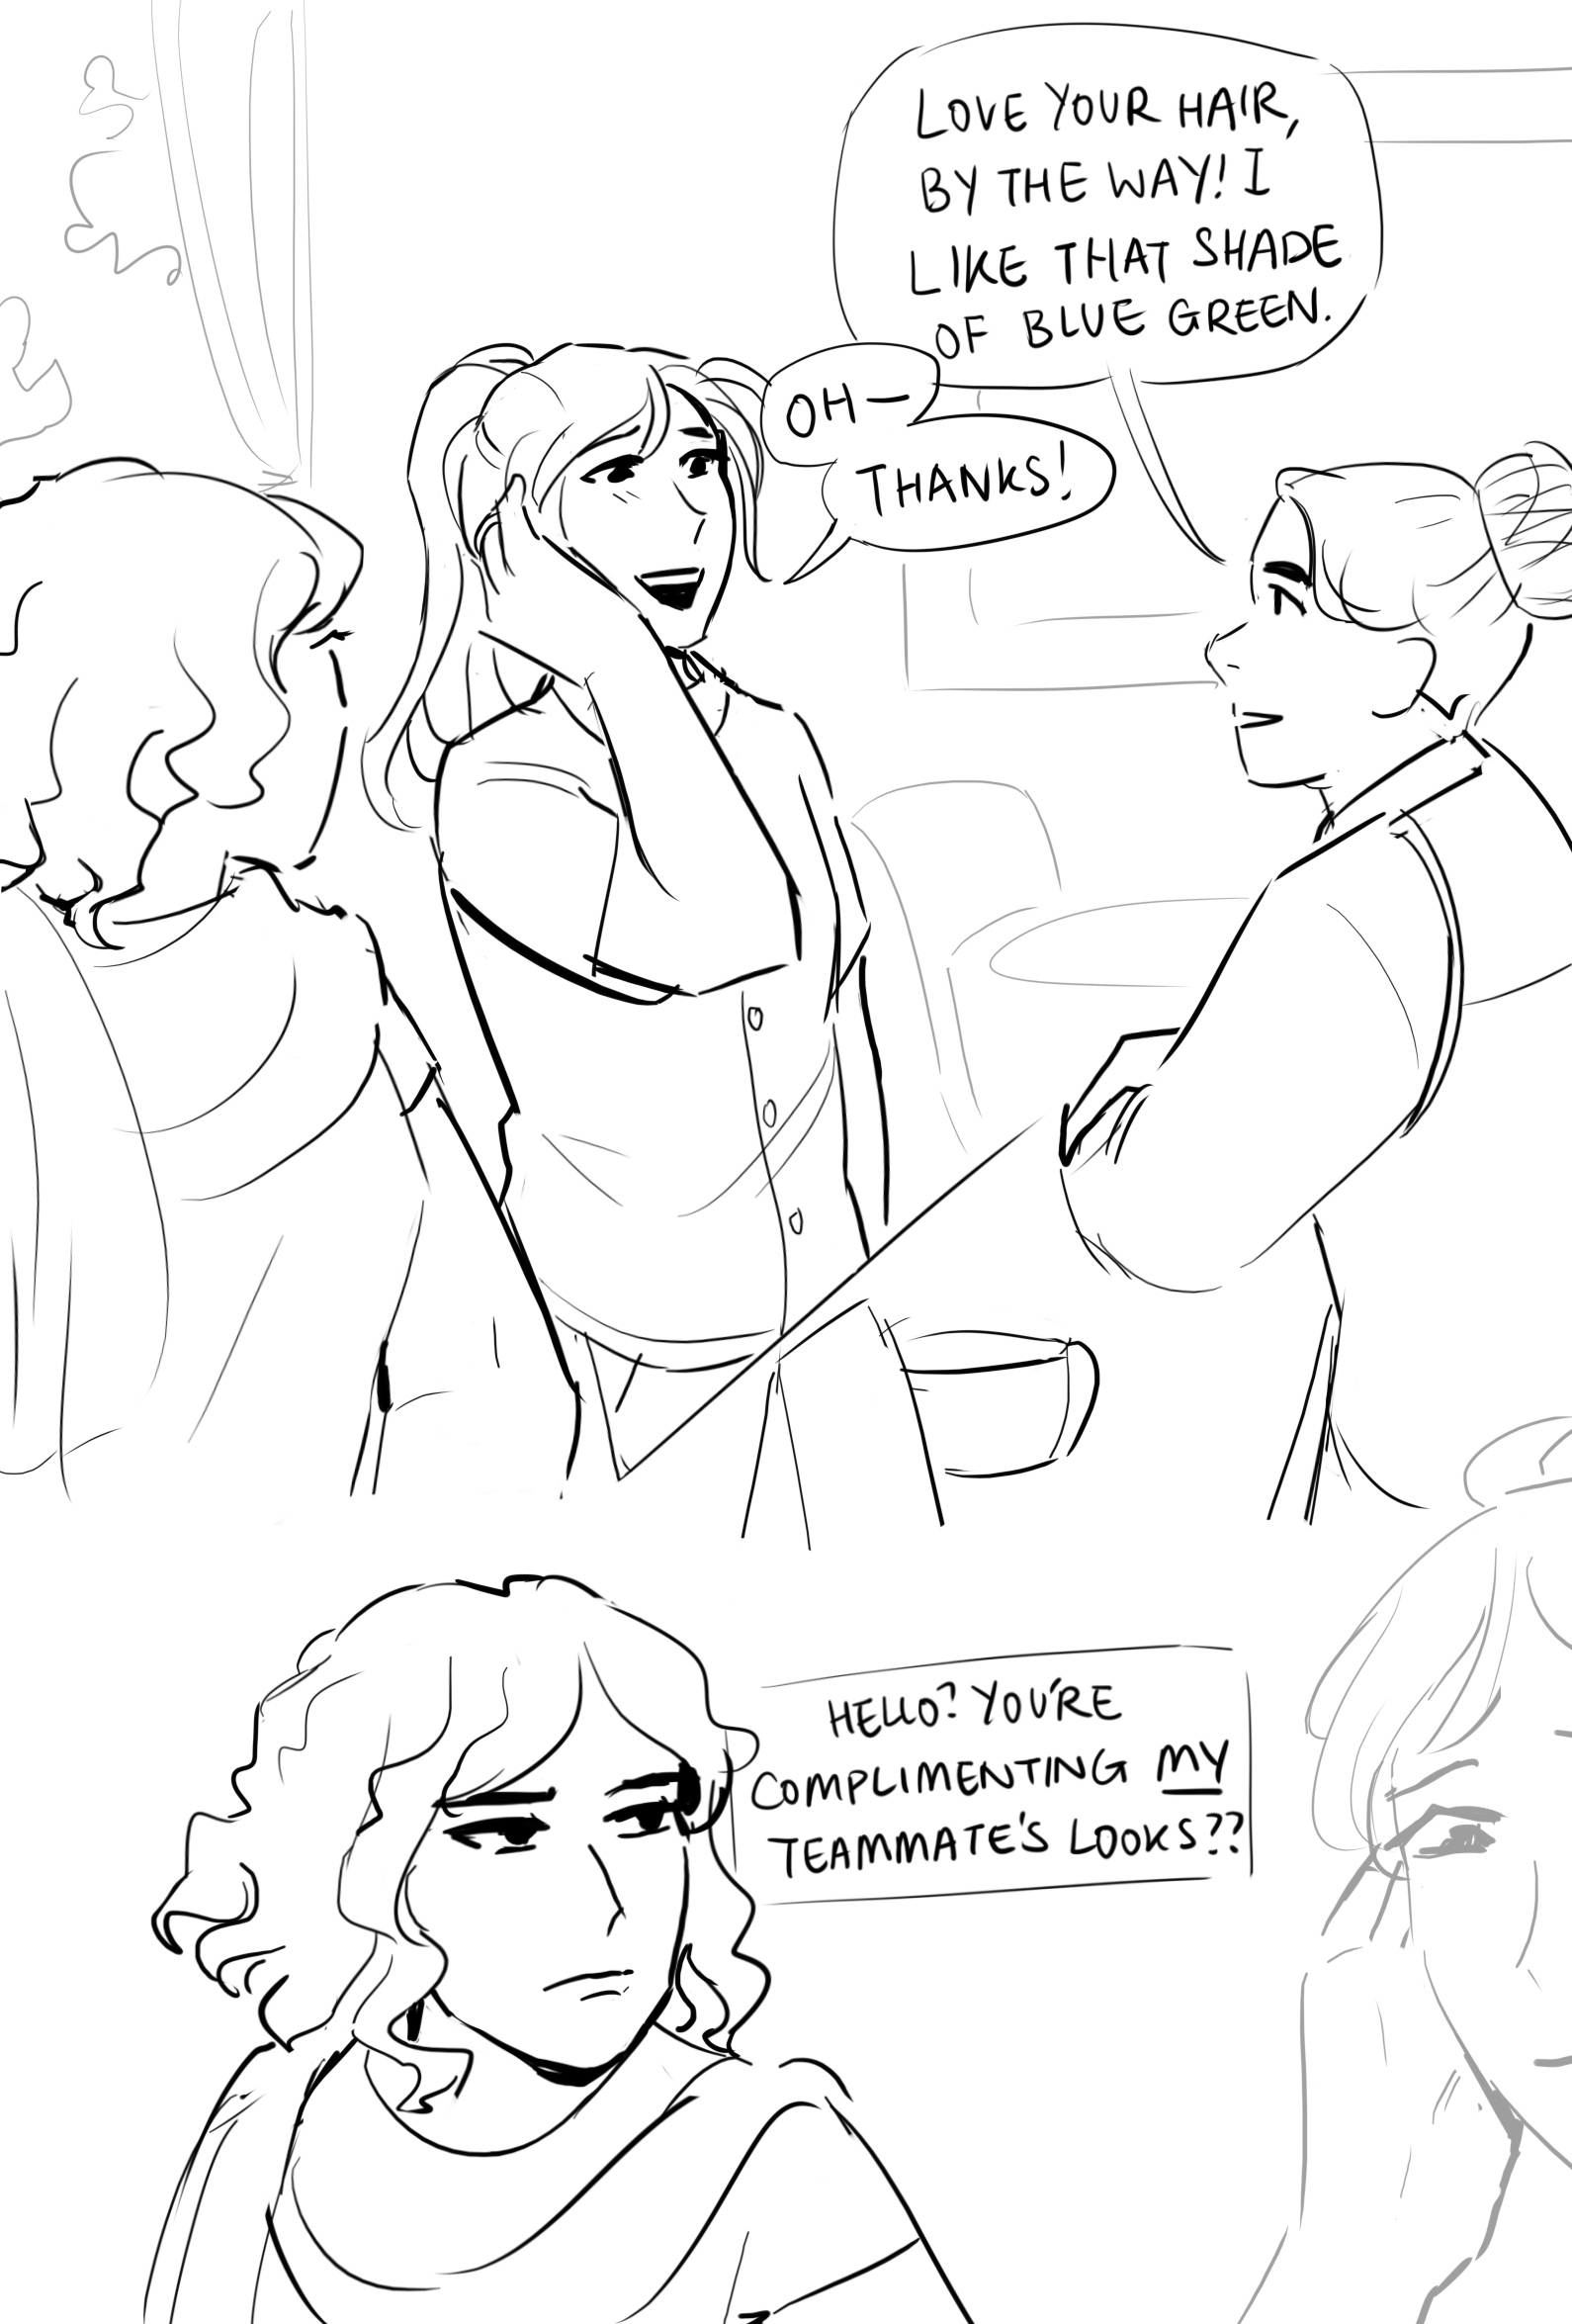 LOVE YOUR HAIR,
BY THE WAY! I
LIKE THAT SHADE
OF BLUE GREEN.
OH—
THANKS!
HELLO? YOU'RE
COMPLIMENTING MY
TEAMMATE'S LOOKS??